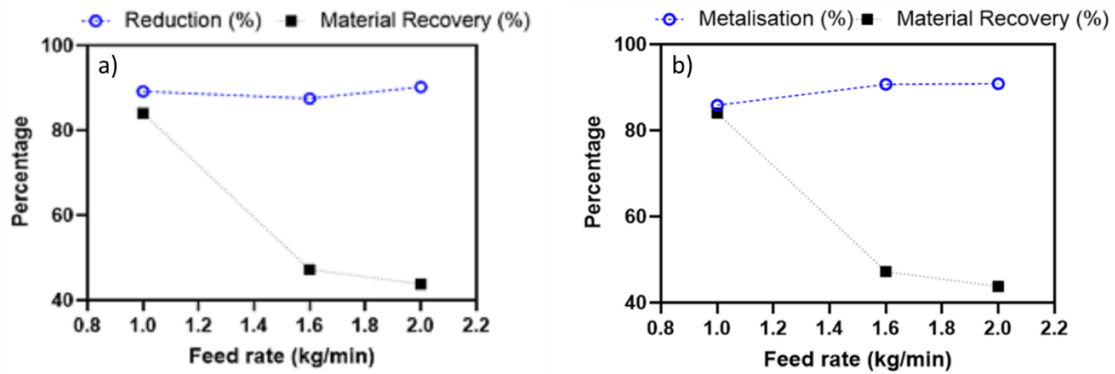 Reduction (%) Material Recovery (%)
a)
100
80
60
40
Percentage
0.8 1.0 1.2 1.4 1.6 1.8 2.0 2.2
Feed rate (kg/min)
Metalisation (%) Material Recovery (%)
b)
100
80
60
40
Percentage
0.8 1.0 1.2 1.4 1.6 1.8 2.0 2.2
Feed rate (kg/min)